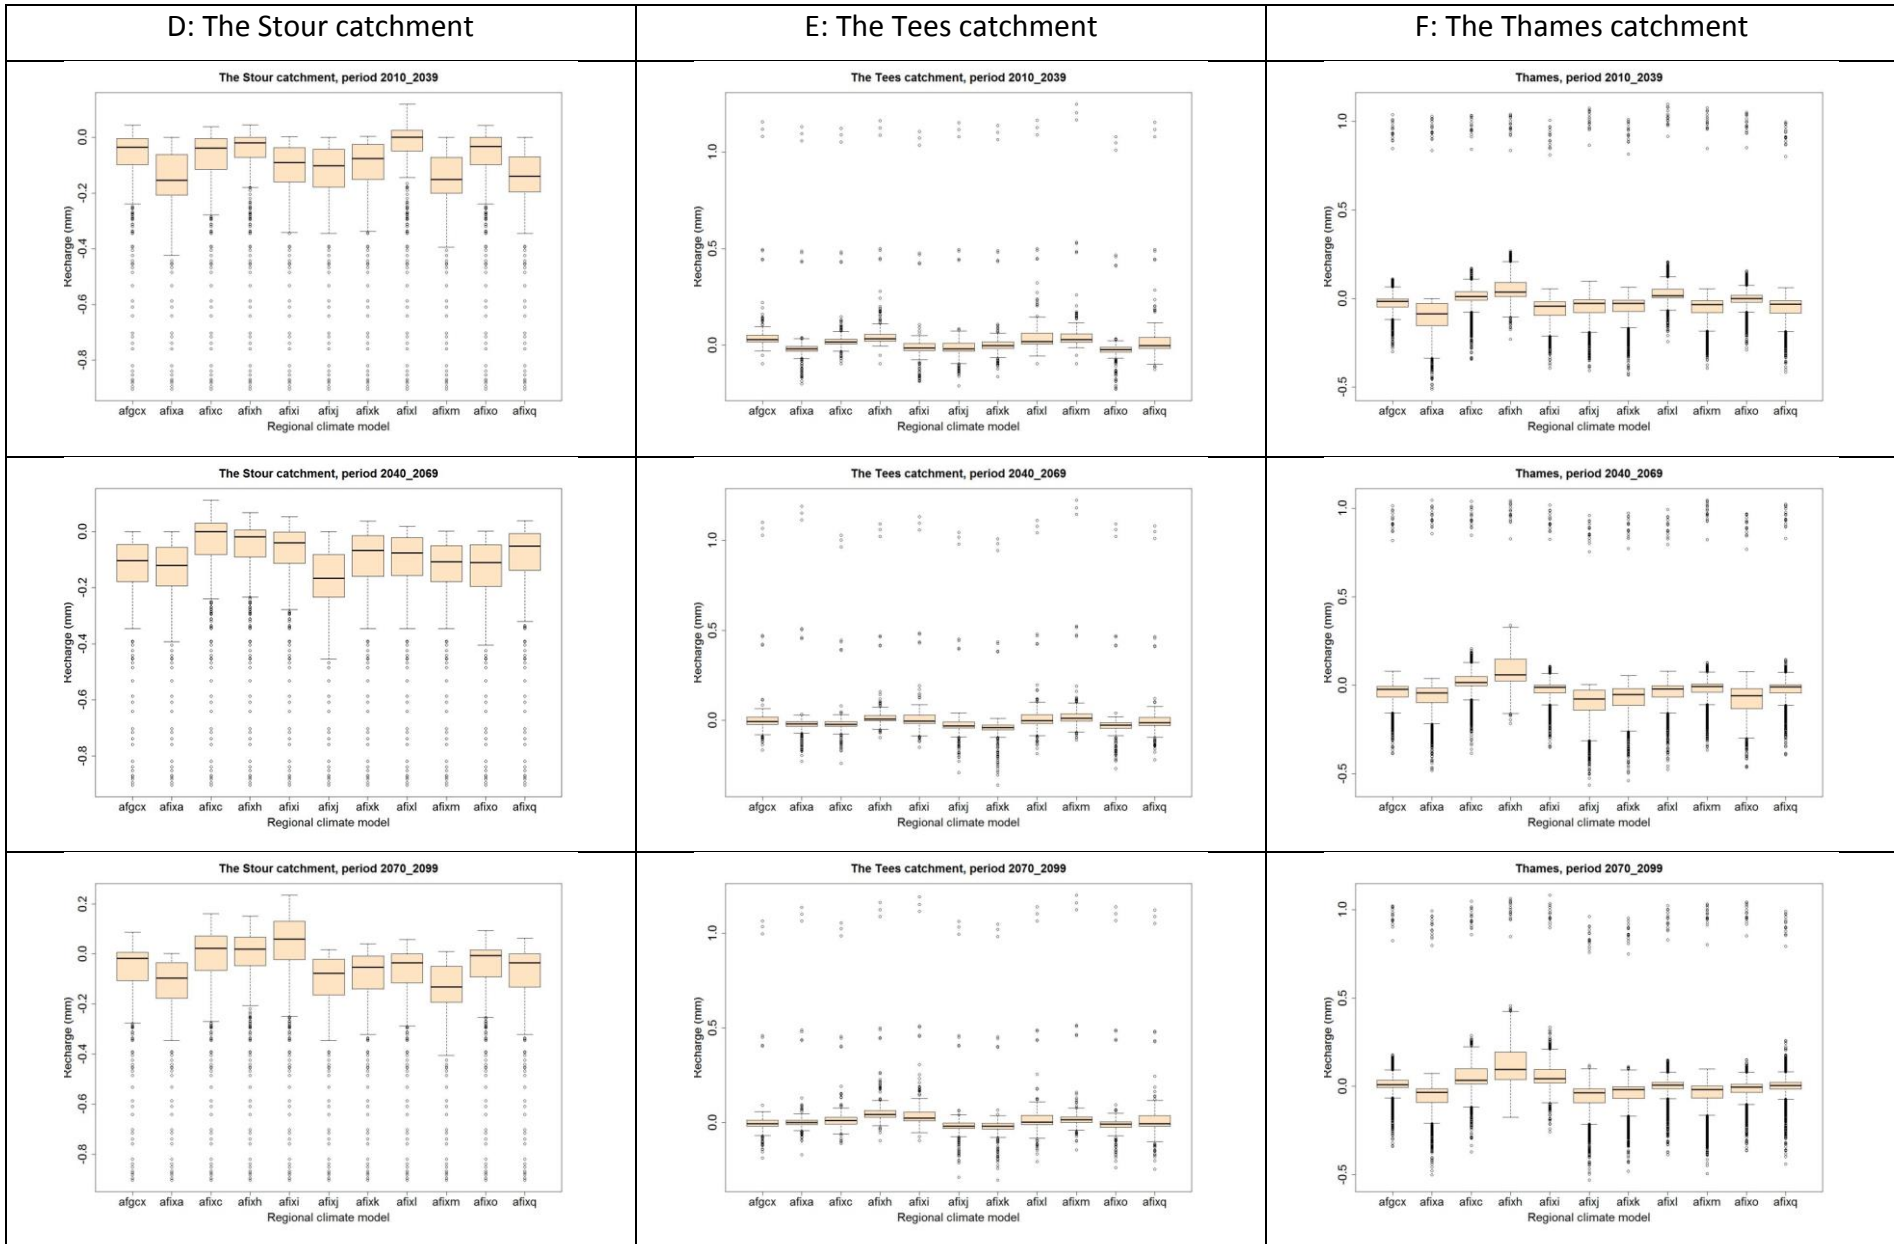 D: The Stour catchment
E: The Tees catchment
F: The Thames catchment
The Stour catchment, period 2010_2039
Recharge (mm)
0.0
-0.2
-0.4
-0.6
-0.8
afgcx afixa afixc afixh afixi afixj afixk afixl afixm afixo afixq
Regional climate model
The Tees catchment, period 2010_2039
Recharge (mm)
1.0
0.5
0.0
afgcx afixa afixc afixh afixi afixj afixk afixl afixm afixo afixq
Regional climate model
Thames, period 2010_2039
Recharge (mm)
1.0
0.5
0.0
-0.5
afgcx afixa afixc afixh afixi afixj afixk afixl afixm afixo afixq
Regional climate model
The Stour catchment, period 2040_2069
Recharge (mm)
0.0
-0.2
-0.4
-0.6
-0.8
afgcx afixa afixc afixh afixi afixj afixk afixl afixm afixo afixq
Regional climate model
The Tees catchment, period 2040_2069
Recharge (mm)
1.0
0.5
0.0
afgcx afixa afixc afixh afixi afixj afixk afixl afixm afixo afixq
Regional climate model
Thames, period 2040_2069
Recharge (mm)
1.0
0.5
0.0
-0.5
afgcx afixa afixc afixh afixi afixj afixk afixl afixm afixo afixq
Regional climate model
The Stour catchment, period 2070_2099
Recharge (mm)
0.2
0.0
-0.2
-0.4
-0.6
-0.8
afgcx afixa afixc afixh afixi afixj afixk afixl afixm afixo afixq
Regional climate model
The Tees catchment, period 2070_2099
Recharge (mm)
1.0
0.5
0.0
afgcx afixa afixc afixh afixi afixj afixk afixl afixm afixo afixq
Regional climate model
Thames, period 2070_2099
Recharge (mm)
1.0
0.5
0.0
-0.5
afgcx afixa afixc afixh afixi afixj afixk afixl afixm afixo afixq
Regional climate model